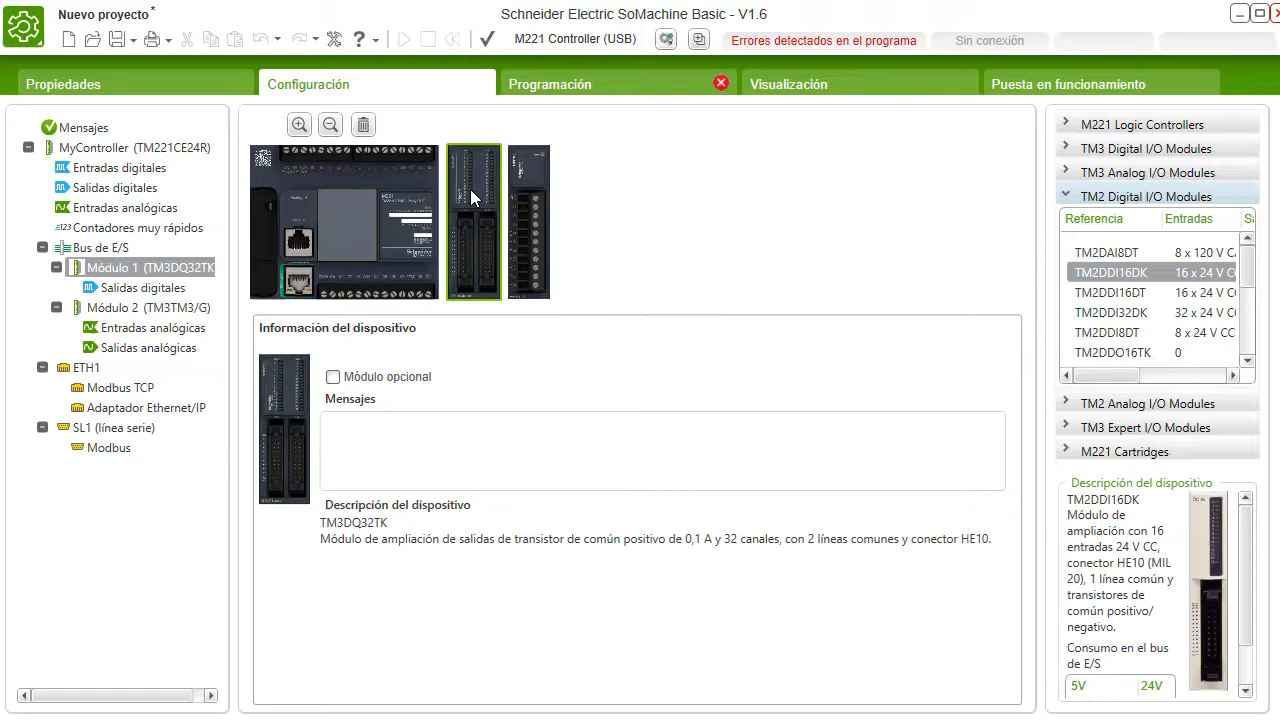 Nuevo proyecto *
Schneider Electric SoMachine Basic - V1.6
M221 Controller (USB)
Errores detectados en el programa
Sin conexión
Propiedades
Configuración
Programación
Visualización
Puesta en funcionamiento
Mensajes
MyController (TM221CE24R)
Entradas digitales
Salidas digitales
Entradas analógicas
Contadores muy rápidos
Bus de E/S
Módulo 1 (TM3DQ32TK
Salidas digitales
Módulo 2 (TM3TM3/G)
Entradas analógicas
Salidas analógicas
ETH1
Modbus TCP
Adaptador Ethernet/IP
SL1 (línea serie)
Modbus
Información del dispositivo
Módulo opcional
Mensajes
Descripción del dispositivo
TM3DQ32TK
Módulo de ampliación de salidas de transistor de común positivo de 0,1 A y 32 canales, con 2 líneas comunes y conector HE10.
M221 Logic Controllers
TM3 Digital I/O Modules
TM3 Analog I/O Modules
TM2 Digital I/O Modules
Referencia Entradas Sa
TM2DAI8DT 8 x 120 V C
TM2DDI16DK 16 x 24 V C
TM2DDI16DT 16 x 24 V C
TM2DDI32DK 32 x 24 V C
TM2DDI8DT 8 x 24 V CC
TM2DDO16TK 0
TM2 Analog I/O Modules
TM3 Expert I/O Modules
M221 Cartridges
Descripción del dispositivo
TM2DDI16DK
Módulo de
ampliación con 16
entradas 24 V CC,
conector HE10 (MIL
20), 1 línea común y
transistores de
común positivo/
negativo.
Consumo en el bus
de E/S
5V 24V